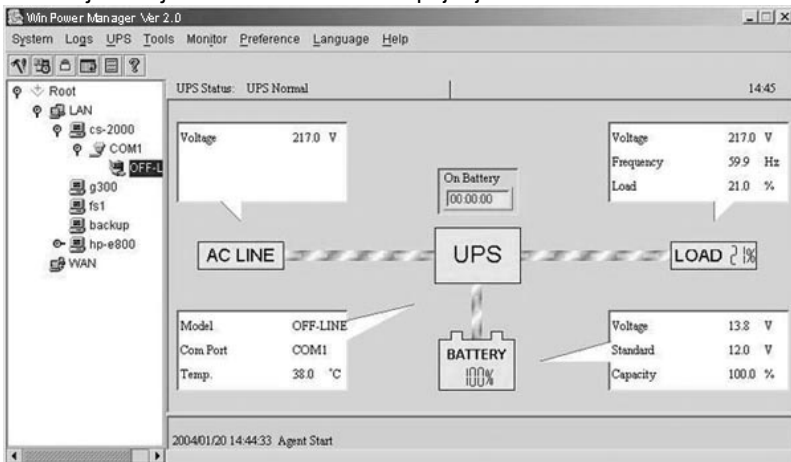 Win Power Manager Ver 2.0
System Logs UPS Tools Monitor Preference Language Help
UPS Status: UPS Normal 14:45
Root
LAN
cs-2000
COM1
OFF-L
g300
fs1
backup
hp-e800
WAN
Voltage 217.0 V
On Battery
00:00:00
Voltage 217.0 V
Frequency 59.9 Hz
Load 21.0 %
AC LINE
UPS
LOAD 21%
Model OFF-LINE
Com Port COM1
Temp. 38.0 °C
BATTERY
100%
Voltage 13.8 V
Standard 12.0 V
Capacity 100.0 %
2004/01/20 14:44:33 Agent Start